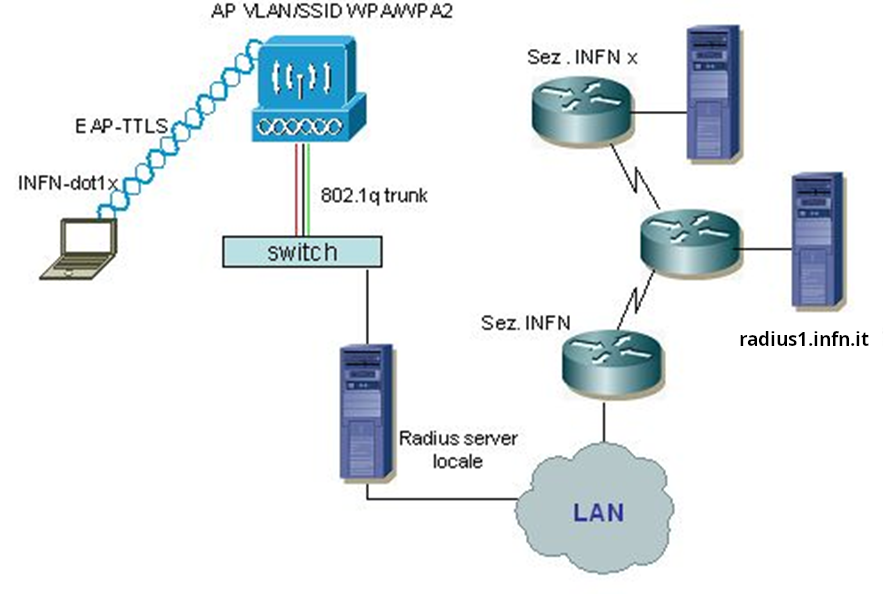 AP VLAN/SSID WPA/WPA2
Sez. INFN x
EAP-TTLS
INFN-dot1x
802.1q trunk
switch
Sez. INFN
radius1.infn.it
Radius server
locale
LAN